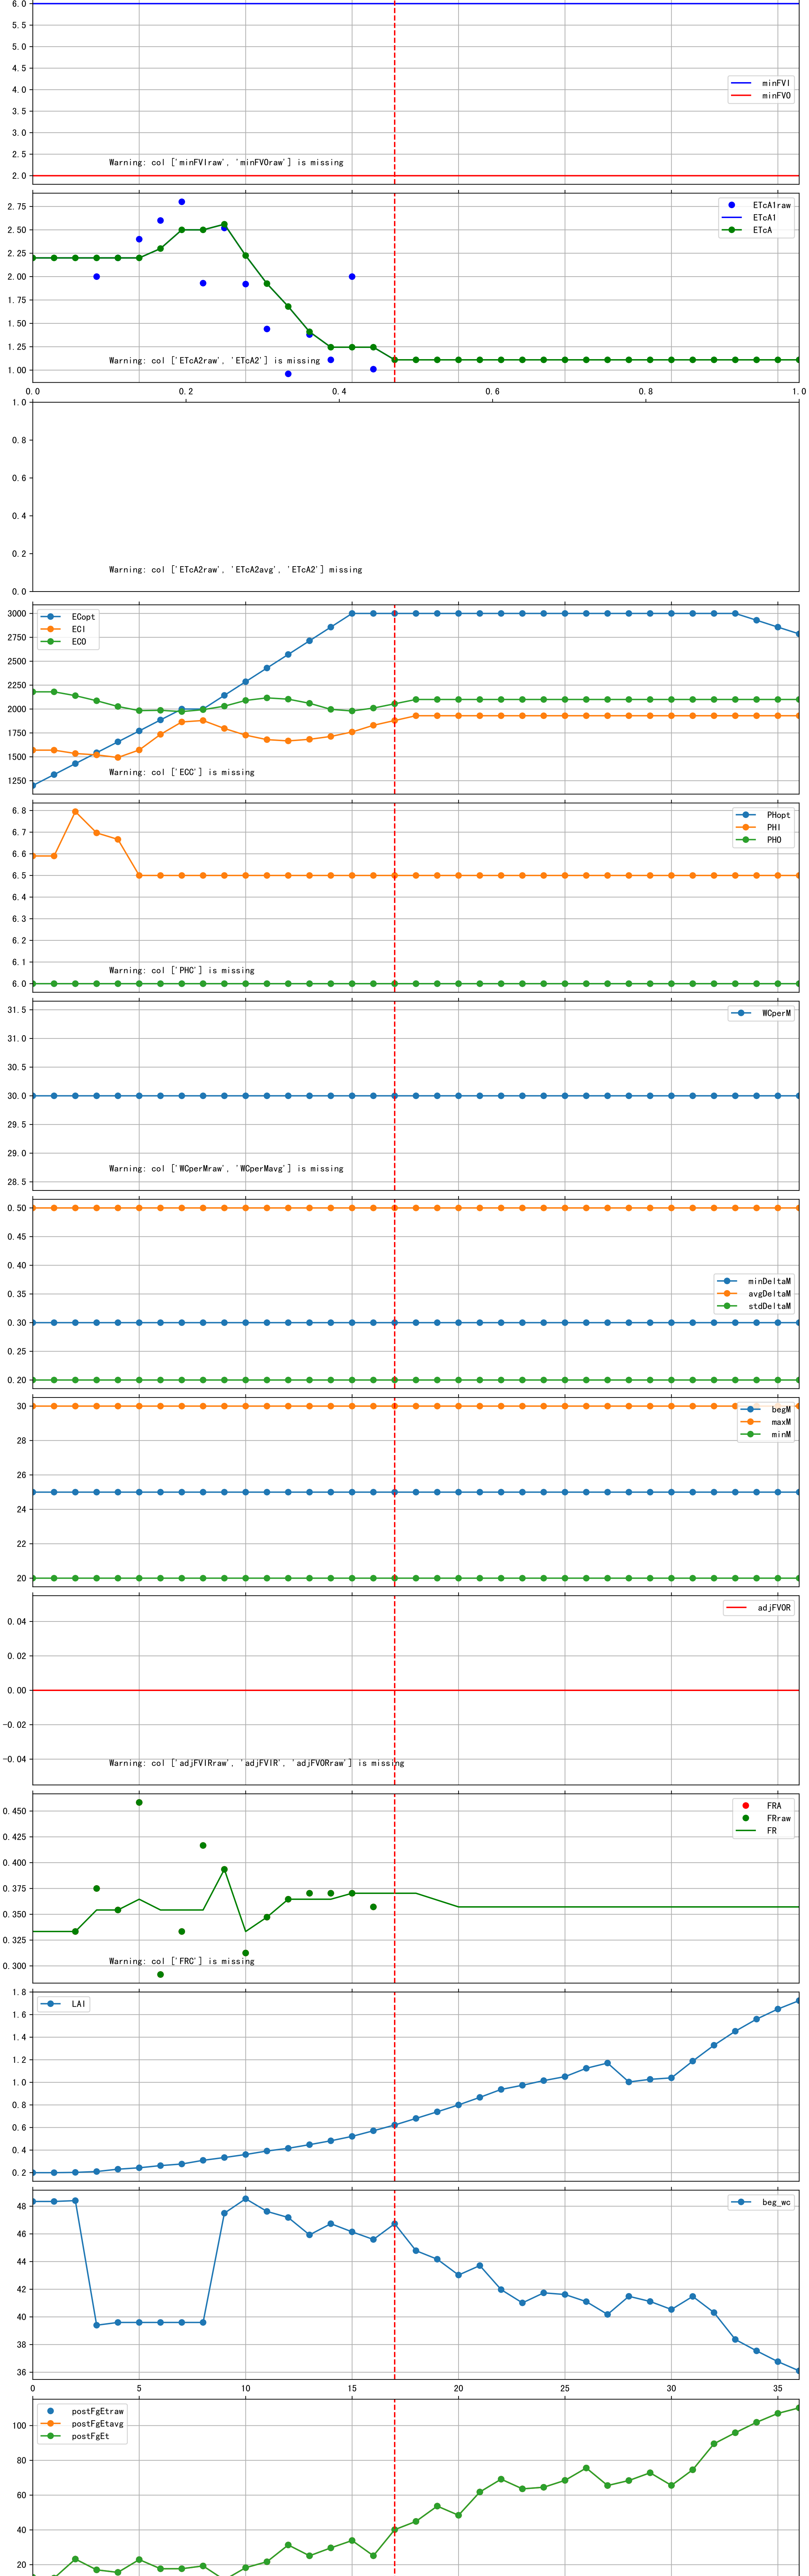 6.0
5.5
5.0
4.5
4.0
3.5
3.0
2.5
2.0
minFVI
minFVO
Warning: col ['minFVIraw', 'minFVOraw'] is missing
2.75
2.50
2.25
2.00
1.75
1.50
1.25
1.00
ETcA1raw
ETcA1
ETcA
Warning: col ['ETcA2raw', 'ETcA2'] is missing
0.0 0.2 0.4 0.6 0.8 1.0
1.0
0.8
0.6
0.4
0.2
0.0
Warning: col ['ETcA2raw', 'ETcA2avg', 'ETcA2'] missing
3000
2750
2500
2250
2000
1750
1500
1250
ECopt
ECI
ECO
Warning: col ['ECC'] is missing
6.8
6.7
6.6
6.5
6.4
6.3
6.2
6.1
6.0
PHopt
PHI
PHO
Warning: col ['PHC'] is missing
31.5
31.0
30.5
30.0
29.5
29.0
28.5
WCperM
Warning: col ['WCperMraw', 'WCperMavg'] is missing
0.50
0.45
0.40
0.35
0.30
0.25
0.20
minDeltaM
avgDeltaM
stdDeltaM
30
28
26
24
22
20
begM
maxM
minM
0.04
0.02
0.00
-0.02
-0.04
adjFVOR
Warning: col ['adjFVIRraw', 'adjFVIR', 'adjFVORraw'] is missing
0.450
0.425
0.400
0.375
0.350
0.325
0.300
FRA
FRraw
FR
Warning: col ['FRC'] is missing
1.8
1.6
1.4
1.2
1.0
0.8
0.6
0.4
0.2
LAI
48
46
44
42
40
38
36
beg_wc
0 5 10 15 20 25 30 35
100
80
60
40
20
postFgEtraw
postFgEtavg
postFgEt